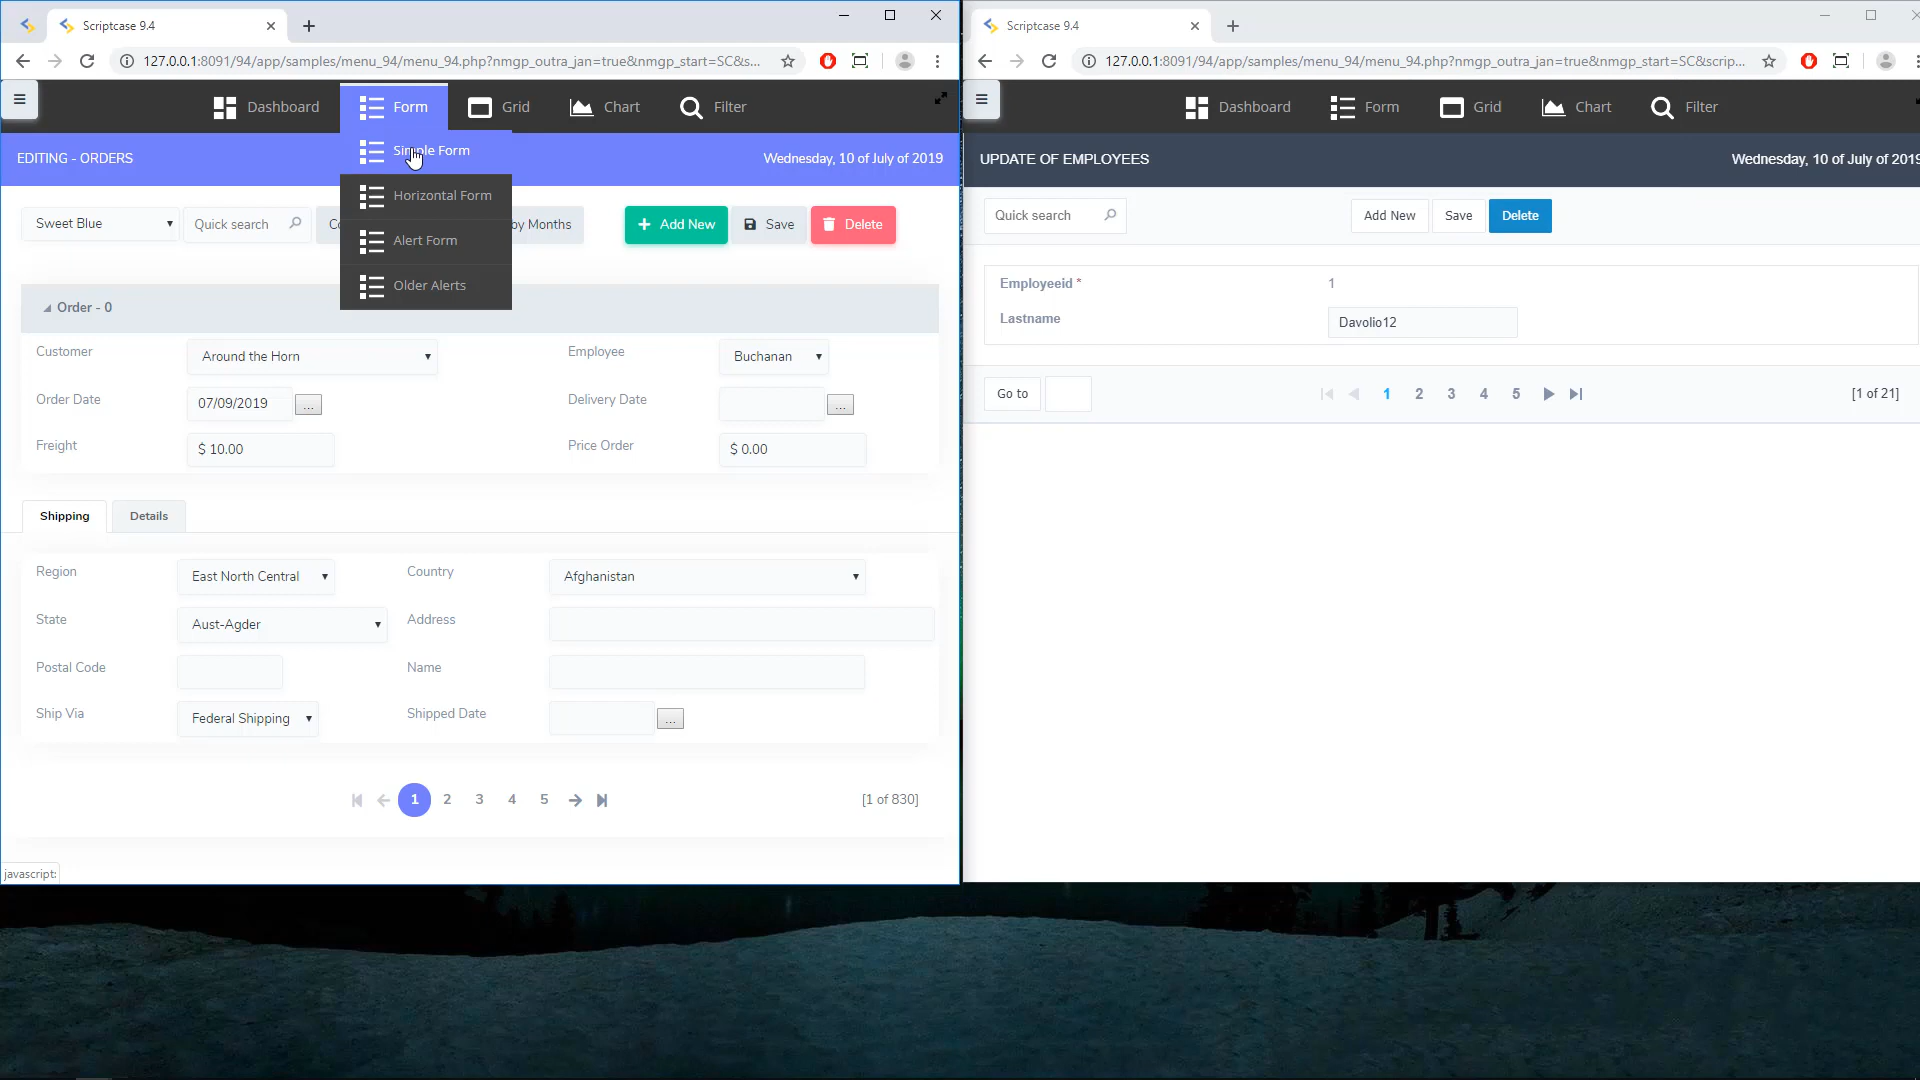 Scriptcase 9.4
127.0.0.1:8091/94/app/samples/menu_94/menu_94.php?nmgp_outra_jan=true&nmgp_start=SC&s...
Dashboard
Form
Grid
Chart
Filter
Simple Form
Horizontal Form
Alert Form
Older Alerts
EDITING - ORDERS
Wednesday, 10 of July of 2019
Sweet Blue
Quick search
by Months
Add New
Save
Delete
Order - 0
Customer
Around the Horn
Employee
Buchanan
Order Date
07/09/2019
...
Delivery Date
...
Freight
$ 10.00
Price Order
$ 0.00
Shipping
Details
Region
East North Central
Country
Afghanistan
State
Aust-Agder
Address
Postal Code
Name
Ship Via
Federal Shipping
Shipped Date
...
1 2 3 4 5
[1 of 830]
javascript:
Scriptcase 9.4
127.0.0.1:8091/94/app/samples/menu_94/menu_94.php?nmgp_outra_jan=true&nmgp_start=SC&scrip...
Dashboard
Form
Grid
Chart
Filter
UPDATE OF EMPLOYEES
Wednesday, 10 of July of 2019
Quick search
Add New
Save
Delete
Employeeid *
1
Lastname
Davolio12
Go to
1 2 3 4 5
[1 of 21]